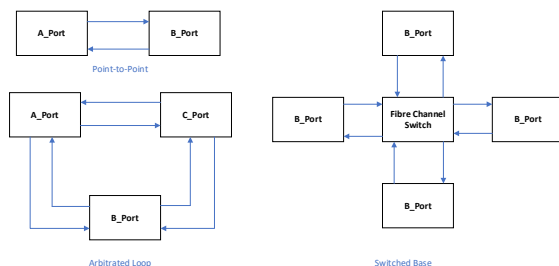 A_Port
B_Port
Point-to-Point
A_Port
C_Port
B_Port
Arbitrated Loop
B_Port
B_Port
Fibre Channel
Switch
B_Port
B_Port
Switched Base